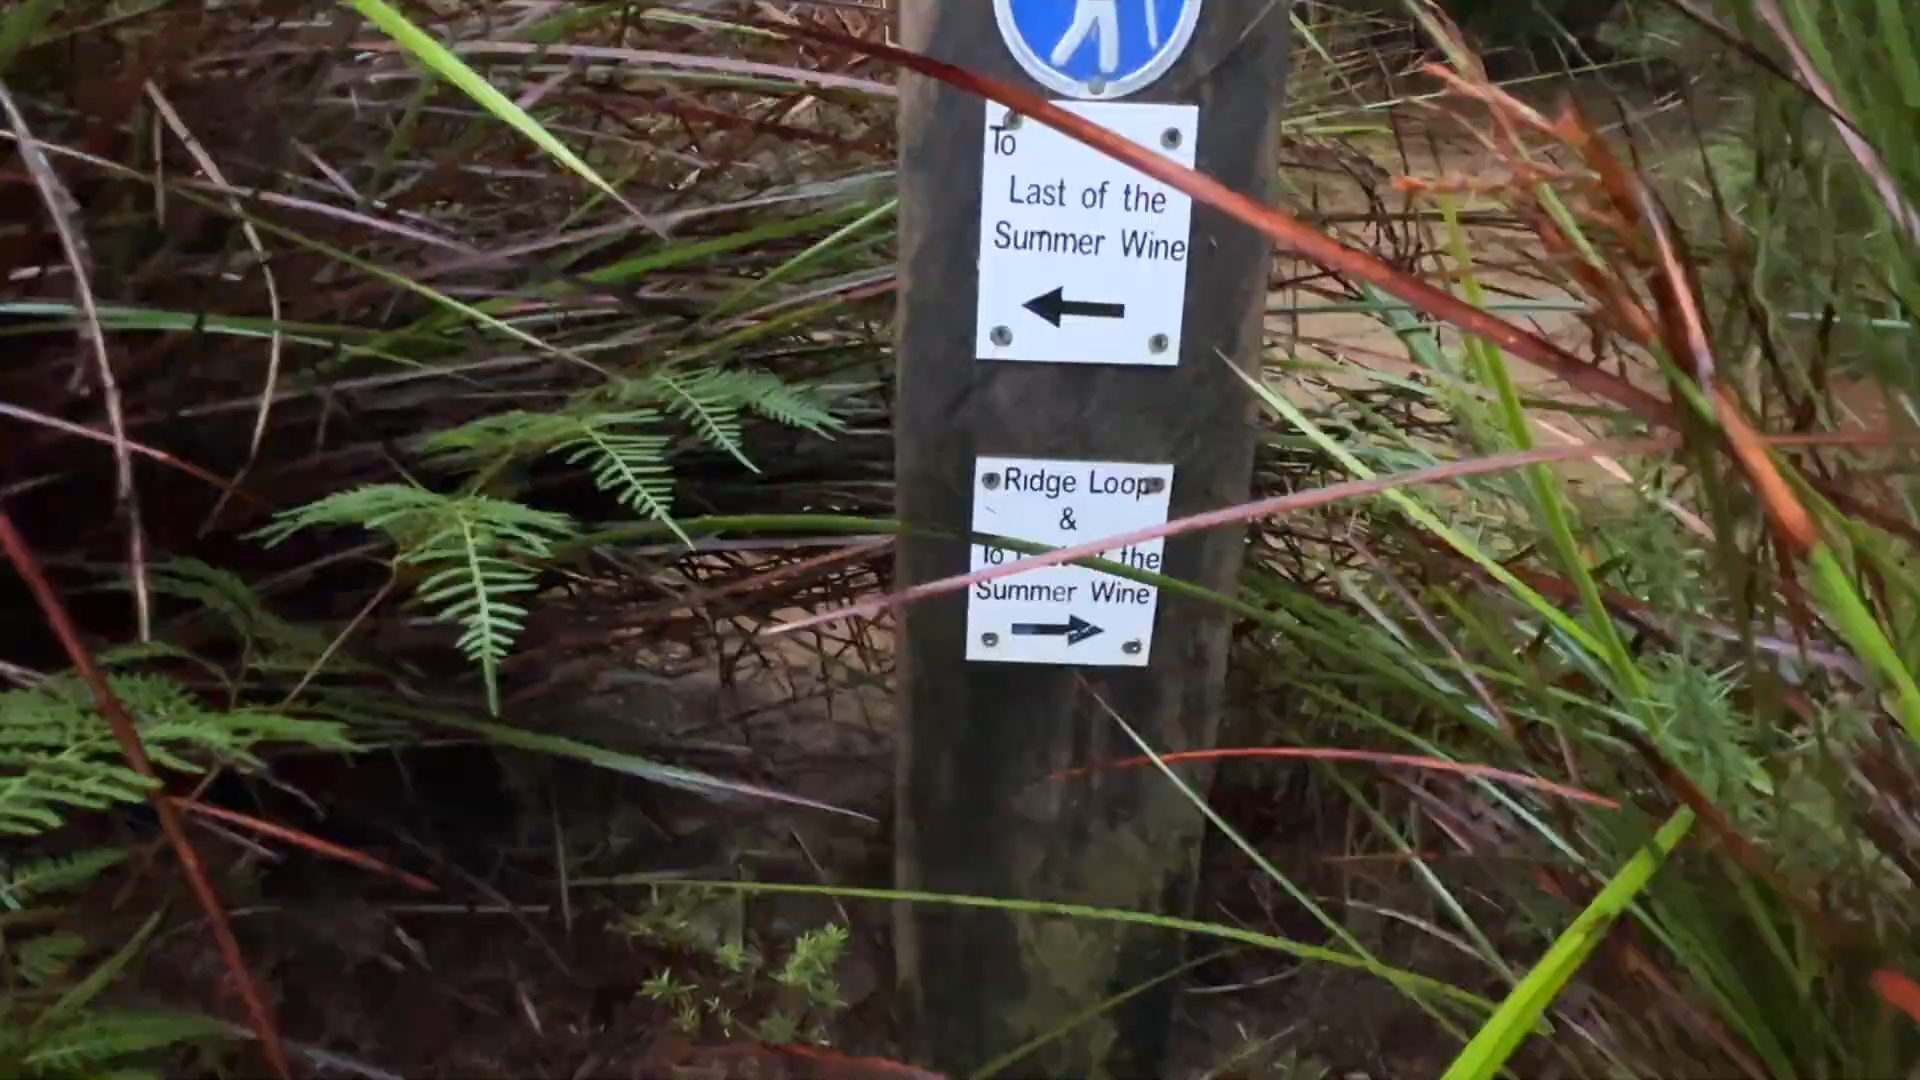 To
Last of the
Summer Wine
Ridge Loop
&
To the
Summer Wine